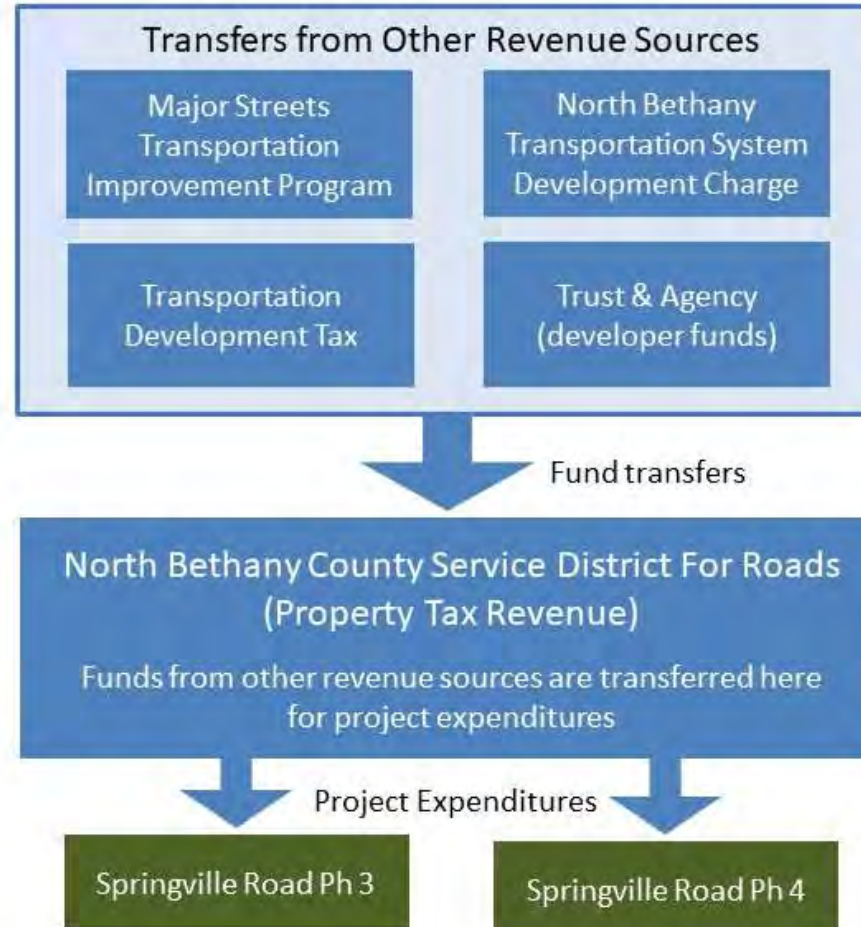 Transfers from Other Revenue Sources
Major Streets
Transportation
Improvement Program
North Bethany
Transportation System
Development Charge
Transportation
Development Tax
Trust & Agency
(developer funds)
Fund transfers
North Bethany County Service District For Roads
(Property Tax Revenue)
Funds from other revenue sources are transferred here
for project expenditures
Project Expenditures
Springville Road Ph 3
Springville Road Ph 4